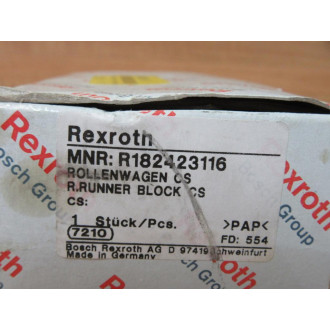 Rexroth
MNR: R182423116
ROLLENWAGEN CS
R.RUNNER BLOCK CS
CS:
1 Stück/Pcs. >PAP<
7210 FD: 554
Bosch Rexroth AG D 97419 Schweinfurt
Made in Germany
Rexroth
Bosch Group
Rexroth
Bosch Group